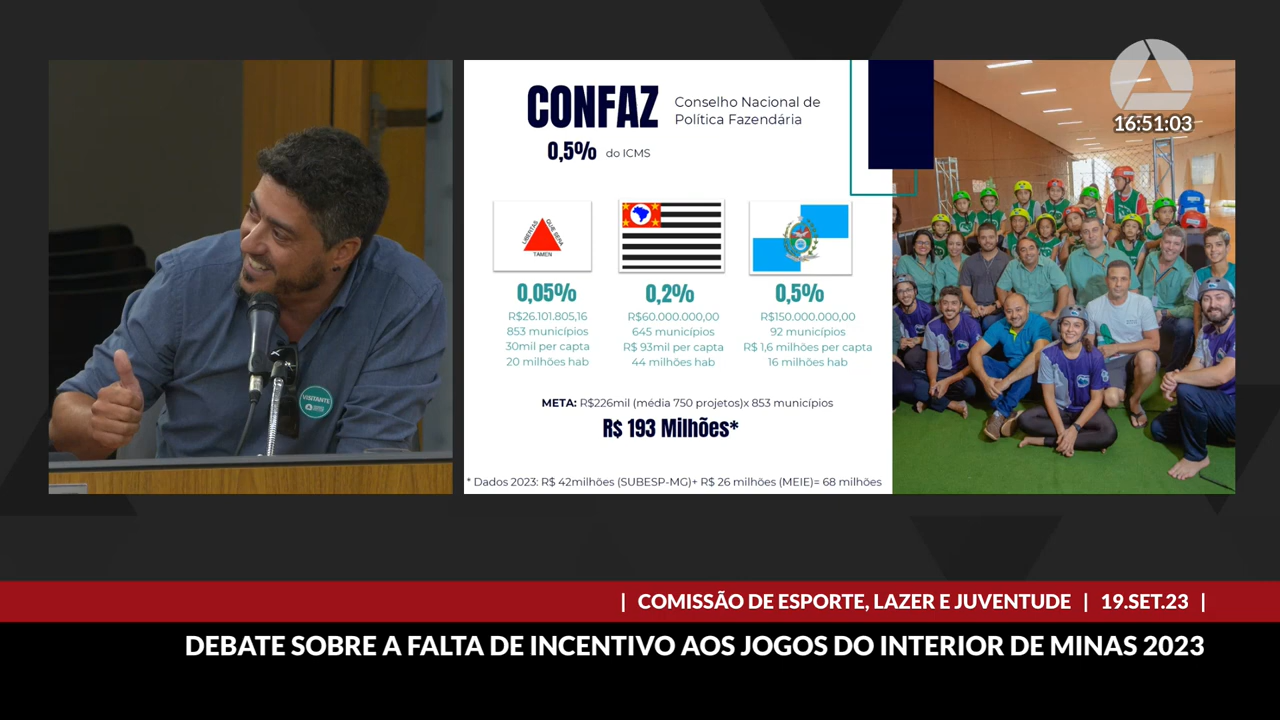 CONFAZ
Conselho Nacional de
Política Fazendária
0,5% do ICMS
16:51:03
LIBERTAS QUÆ SERA
TAMEN
0,05%
R$26.101.805,16
853 municípios
30mil per capta
20 milhões hab
0,2%
R$60.000.000,00
645 municípios
R$ 93mil per capta
44 milhões hab
0,5%
R$150.000.000,00
92 municípios
R$ 1,6 milhões per capta
16 milhões hab
META: R$226mil (média 750 projetos)x 853 municípios
R$ 193 Milhões*
* Dados 2023: R$ 42milhões (SUBESP-MG)+ R$ 26 milhões (MEIE)= 68 milhões
VISITANTE
| COMISSÃO DE ESPORTE, LAZER E JUVENTUDE | 19.SET.23 |
DEBATE SOBRE A FALTA DE INCENTIVO AOS JOGOS DO INTERIOR DE MINAS 2023